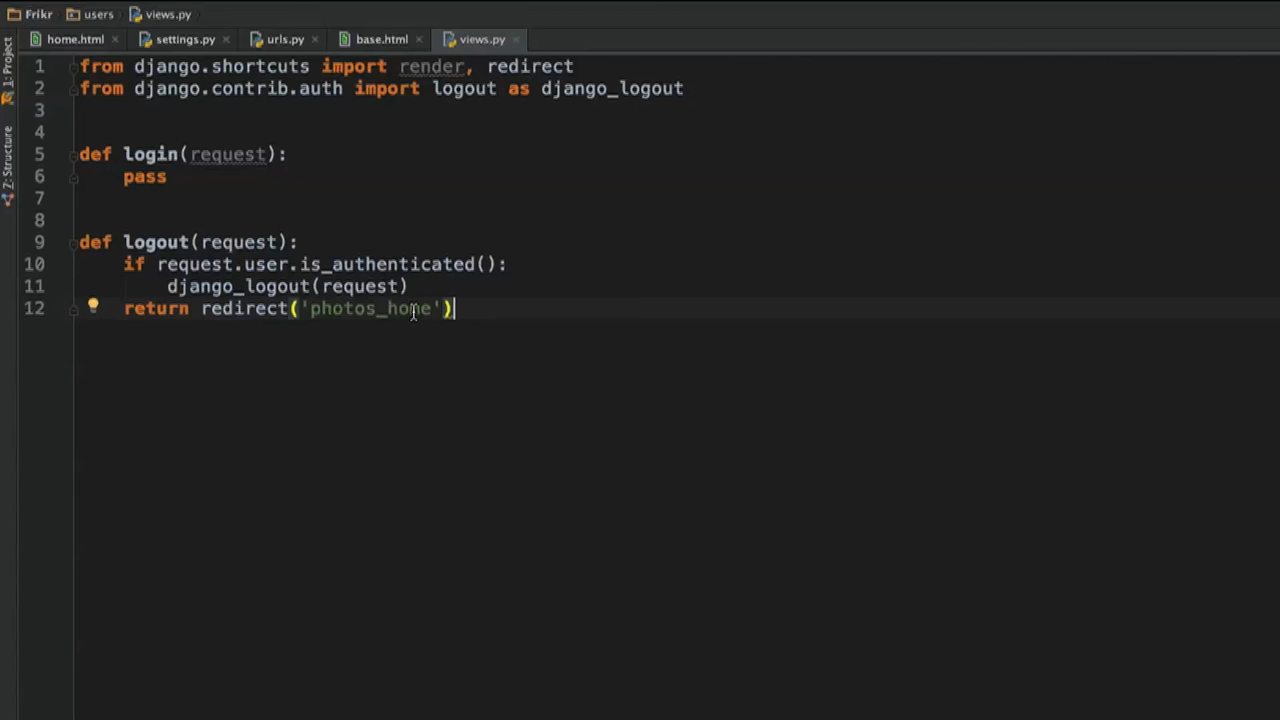 Frikr users views.py
home.html settings.py urls.py base.html views.py
1: Project
Z: Structure
1 from django.shortcuts import render, redirect
2 from django.contrib.auth import logout as django_logout
3
4
5 def login(request):
6 pass
7
8
9 def logout(request):
10 if request.user.is_authenticated():
11 django_logout(request)
12 return redirect('photos_home')